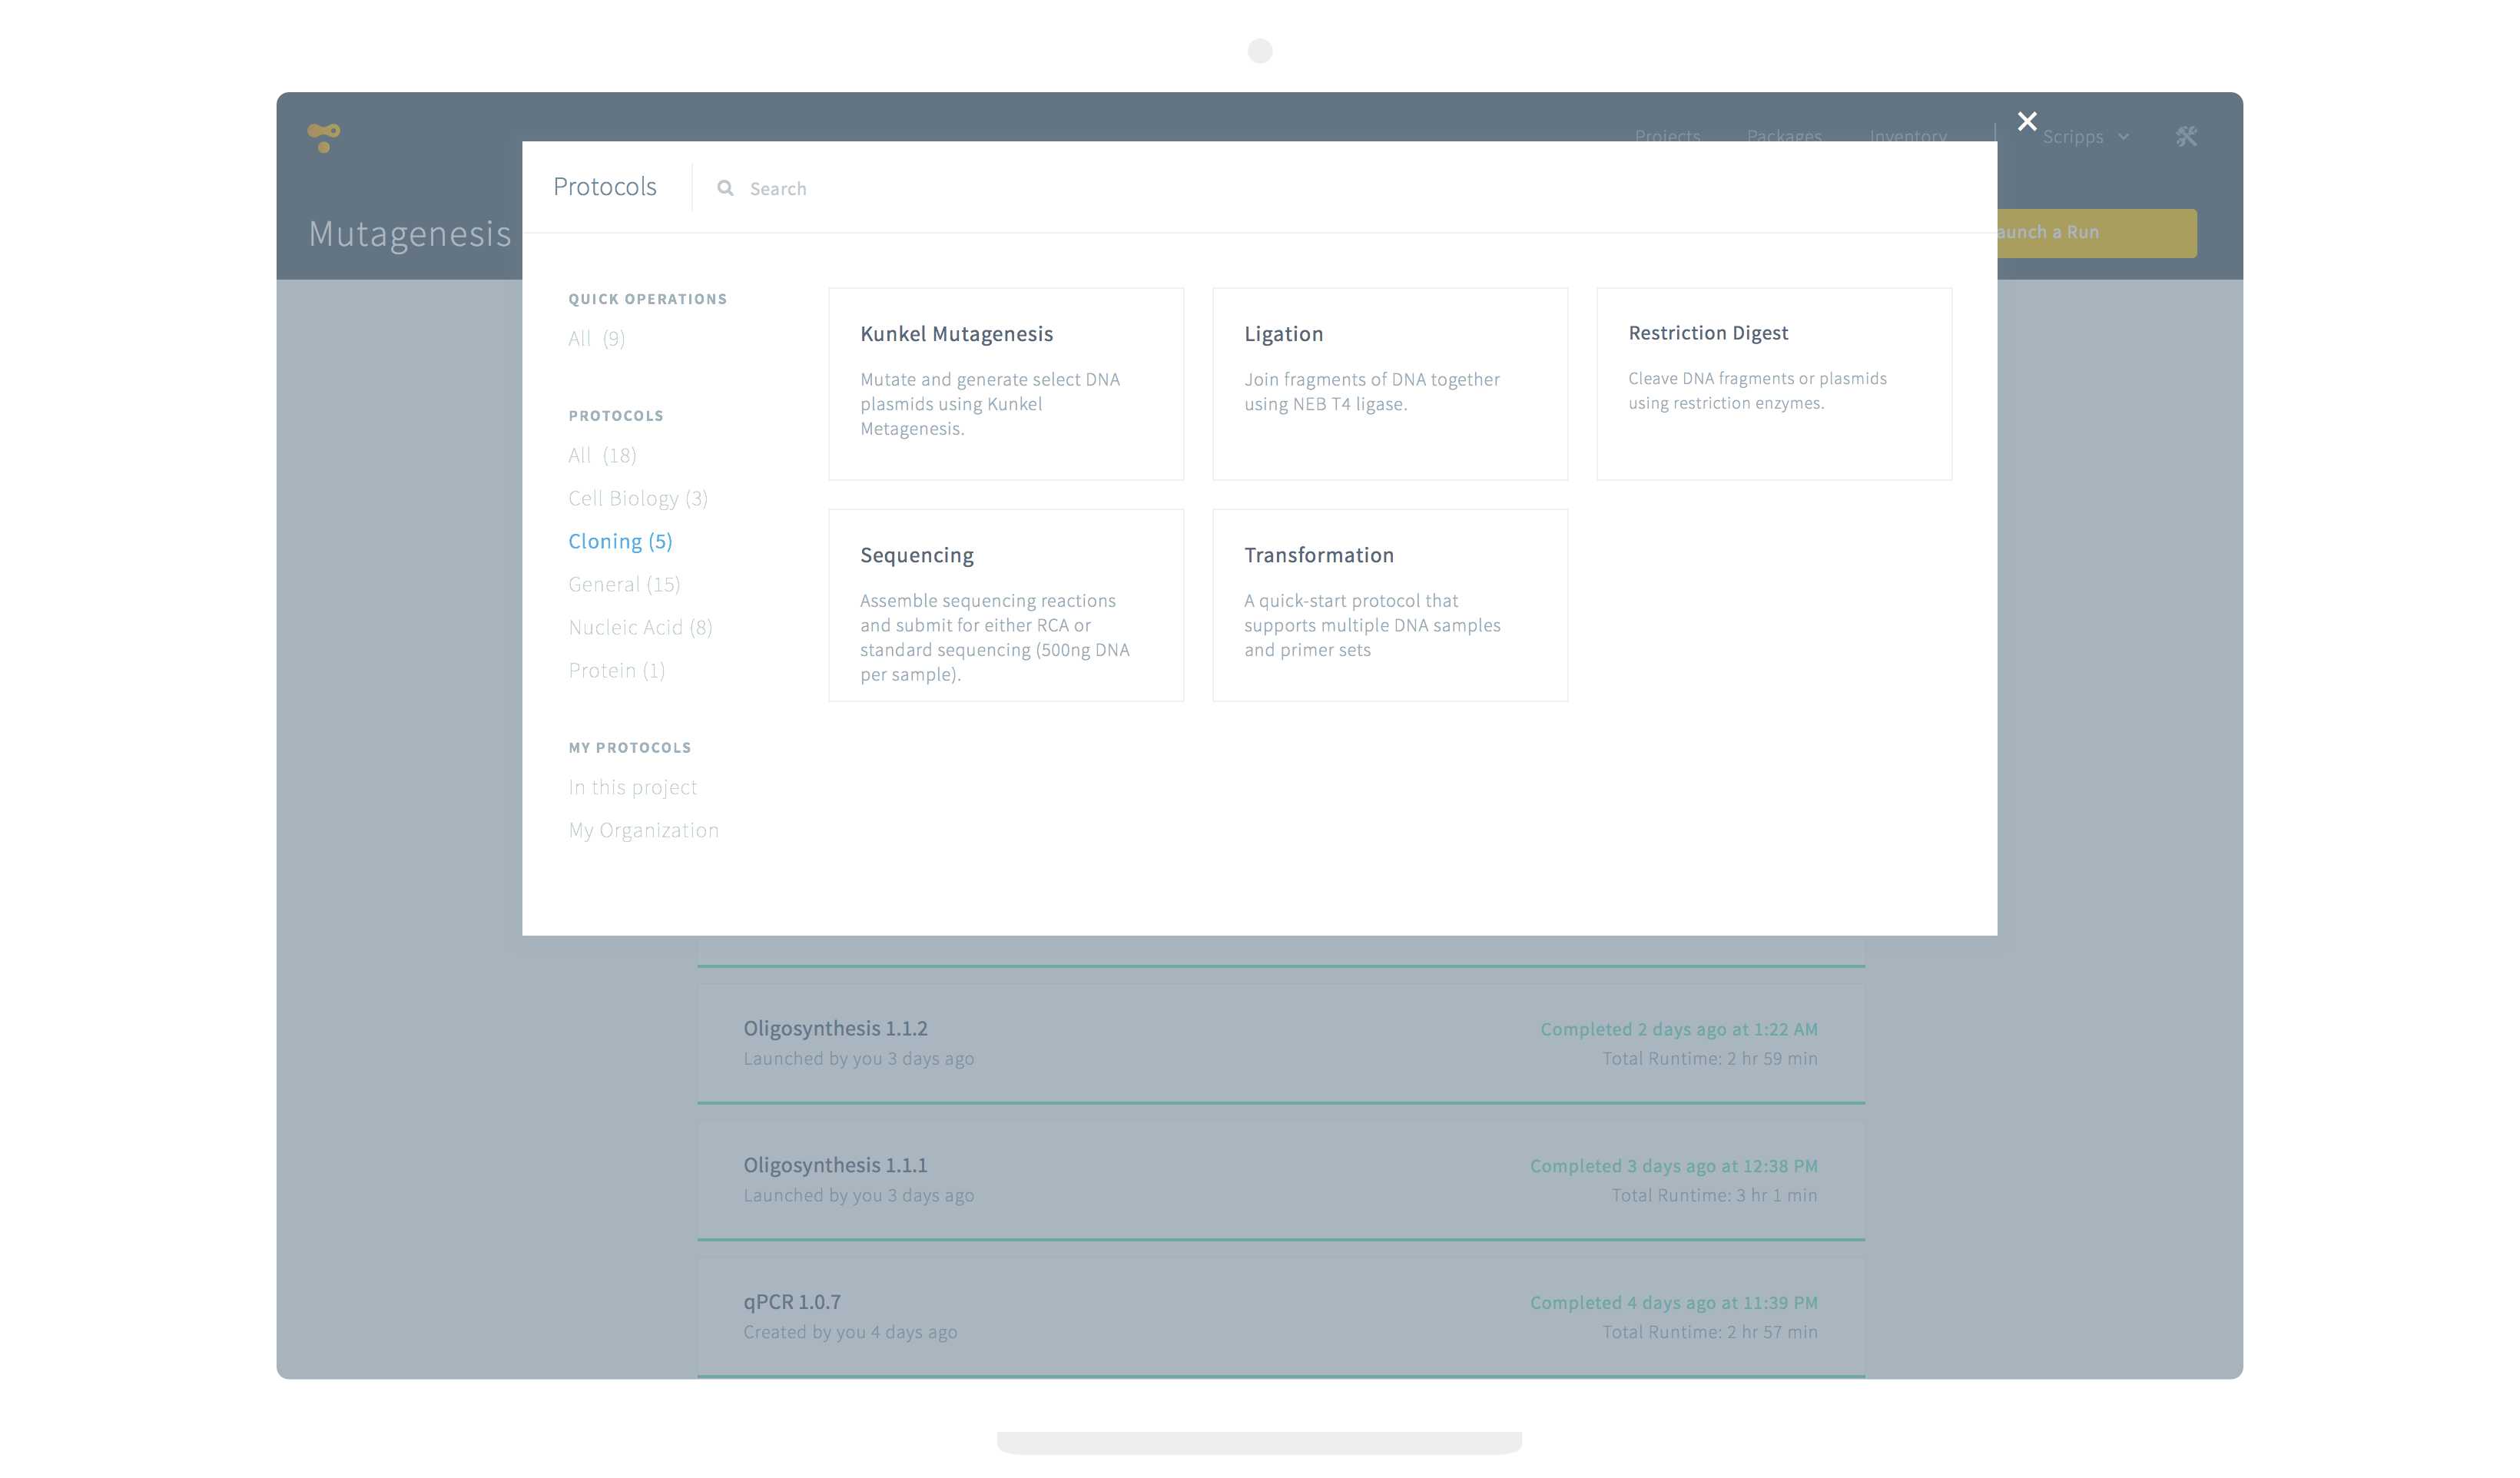 Projects Packages Inventory Scripps
Protocols Search
Mutagenesis
aunch a Run
QUICK OPERATIONS
All (9)
PROTOCOLS
All (18)
Cell Biology (3)
Cloning (5)
General (15)
Nucleic Acid (8)
Protein (1)
MY PROTOCOLS
In this project
My Organization
Kunkel Mutagenesis
Mutate and generate select DNA
plasmids using Kunkel
Metagenesis.
Ligation
Join fragments of DNA together
using NEB T4 ligase.
Restriction Digest
Cleave DNA fragments or plasmids
using restriction enzymes.
Sequencing
Assemble sequencing reactions
and submit for either RCA or
standard sequencing (500ng DNA
per sample).
Transformation
A quick-start protocol that
supports multiple DNA samples
and primer sets
Oligosynthesis 1.1.2
Launched by you 3 days ago
Completed 2 days ago at 1:22 AM
Total Runtime: 2 hr 59 min
Oligosynthesis 1.1.1
Launched by you 3 days ago
Completed 3 days ago at 12:38 PM
Total Runtime: 3 hr 1 min
qPCR 1.0.7
Created by you 4 days ago
Completed 4 days ago at 11:39 PM
Total Runtime: 2 hr 57 min